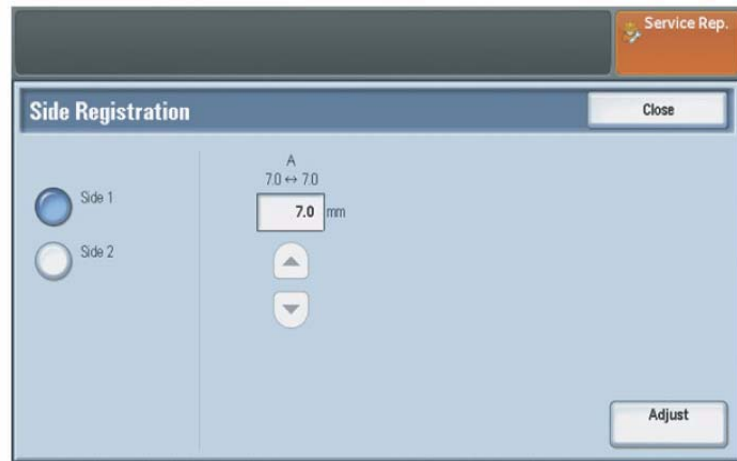 Service Rep.
Side Registration
Close
Side 1
Side 2
A
7.0 ↔ 7.0
7.0 mm
Adjust